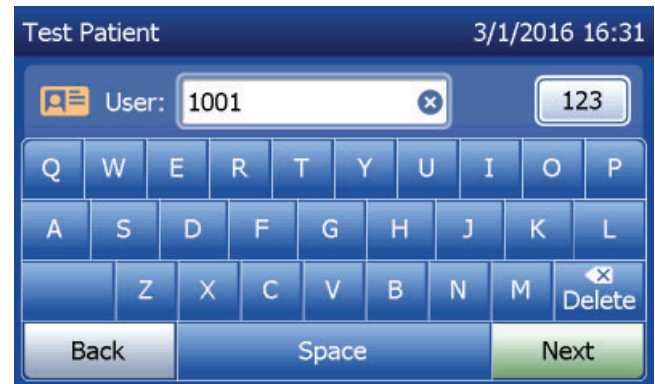 Test Patient 3/1/2016 16:31
User: 1001 123
Q W E R T Y U I O P
A S D F G H J K L
Z X C V B N M Delete
Back Space Next